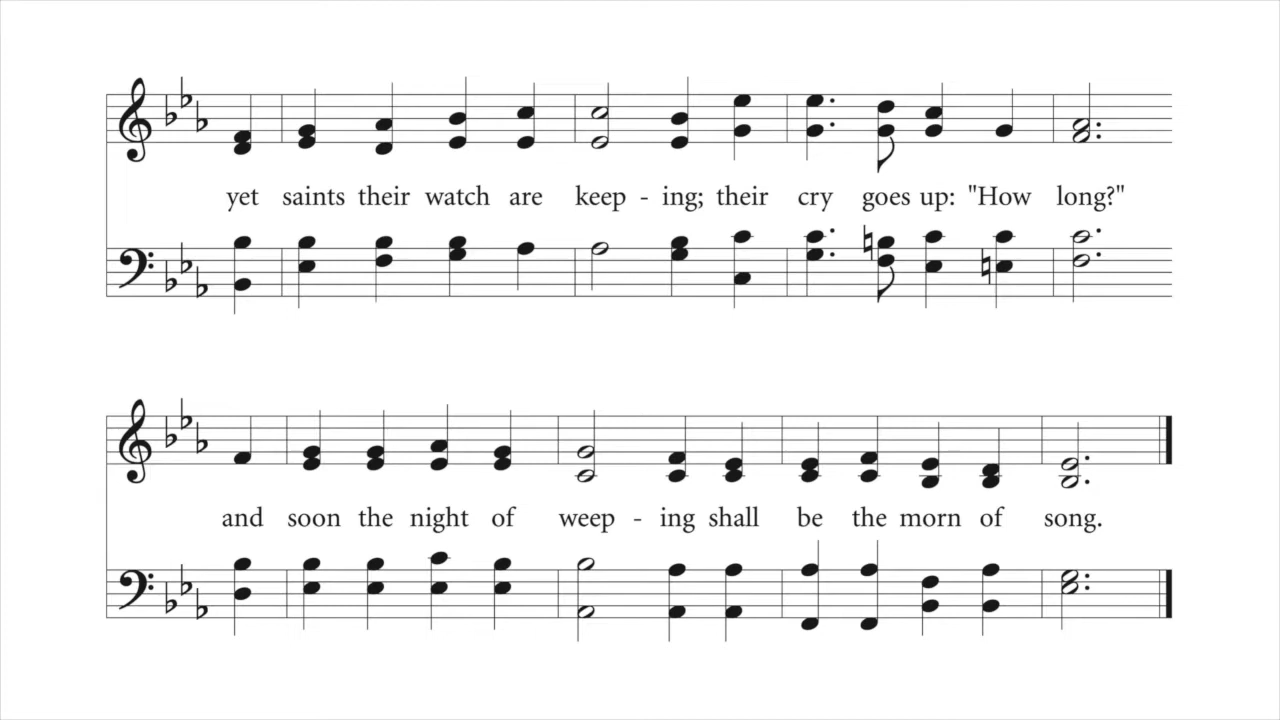 yet saints their watch are keep - ing; their cry goes up: "How long?"
and soon the night of weep - ing shall be the morn of song.